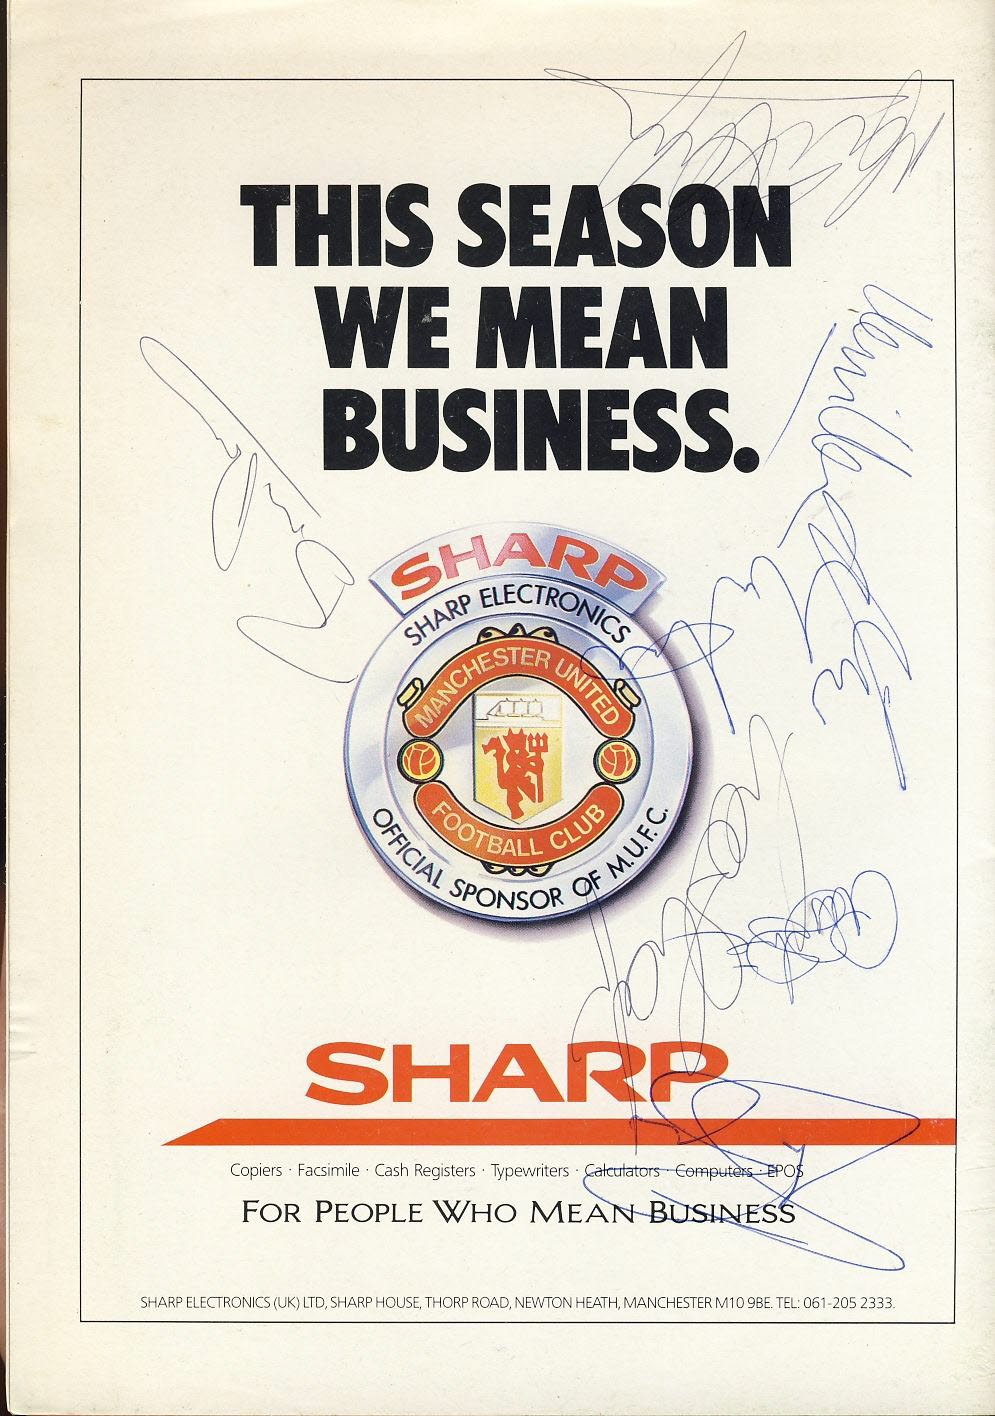 THIS SEASON
WE MEAN
BUSINESS.
SHARP
SHARP ELECTRONICS
MANCHESTER UNITED
FOOTBALL CLUB
OFFICIAL SPONSOR OF M.U.F.C.
SHARP
Copiers · Facsimile · Cash Registers · Typewriters · Calculators · Computers · EPOS
FOR PEOPLE WHO MEAN BUSINESS
SHARP ELECTRONICS (UK) LTD, SHARP HOUSE, THORP ROAD, NEWTON HEATH, MANCHESTER M10 9BE. TEL: 061-205 2333.